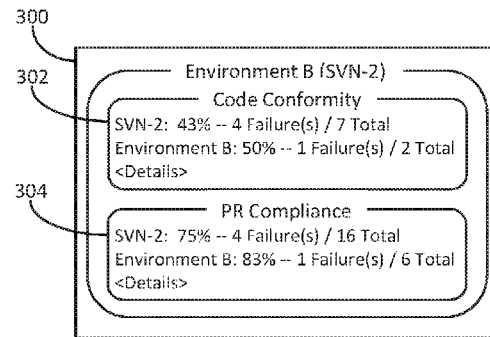 300
302
304
Environment B (SVN-2)
Code Conformity
SVN-2: 43% -- 4 Failure(s) / 7 Total
Environment B: 50% -- 1 Failure(s) / 2 Total
<Details>
PR Compliance
SVN-2: 75% -- 4 Failure(s) / 16 Total
Environment B: 83% -- 1 Failure(s) / 6 Total
<Details>